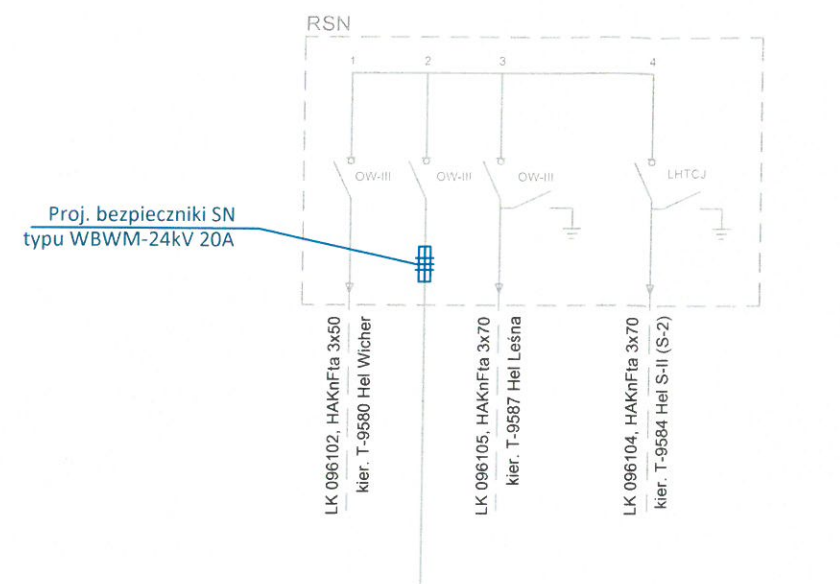 RSN
1 2 3 4
OW-III OW-III OW-III LHTCJ
Proj. bezpieczniki SN
typu WBWM-24kV 20A
LK 096102, HAKnFta 3x50
kier. T-9580 Hel Wicher
LK 096105, HAKnFta 3x70
kier. T-9587 Hel Leśna
LK 096104, HAKnFta 3x70
kier. T-9584 Hel S-II (S-2)